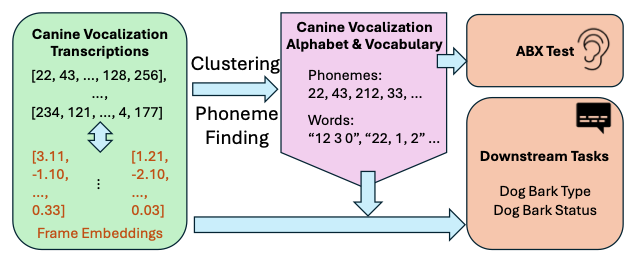 Canine Vocalization
Transcriptions
[22, 43, ..., 128, 256],
...,
[234, 121, ..., 4, 177]
[3.11,
-1.10,
...,
0.33]
⋮
[1.21,
-2.10,
...,
0.03]
Frame Embeddings
Clustering
Phoneme
Finding
Canine Vocalization
Alphabet & Vocabulary
Phonemes:
22, 43, 212, 33, ...
Words:
“12 3 0”, “22, 1, 2” ...
ABX Test
Downstream Tasks
Dog Bark Type
Dog Bark Status